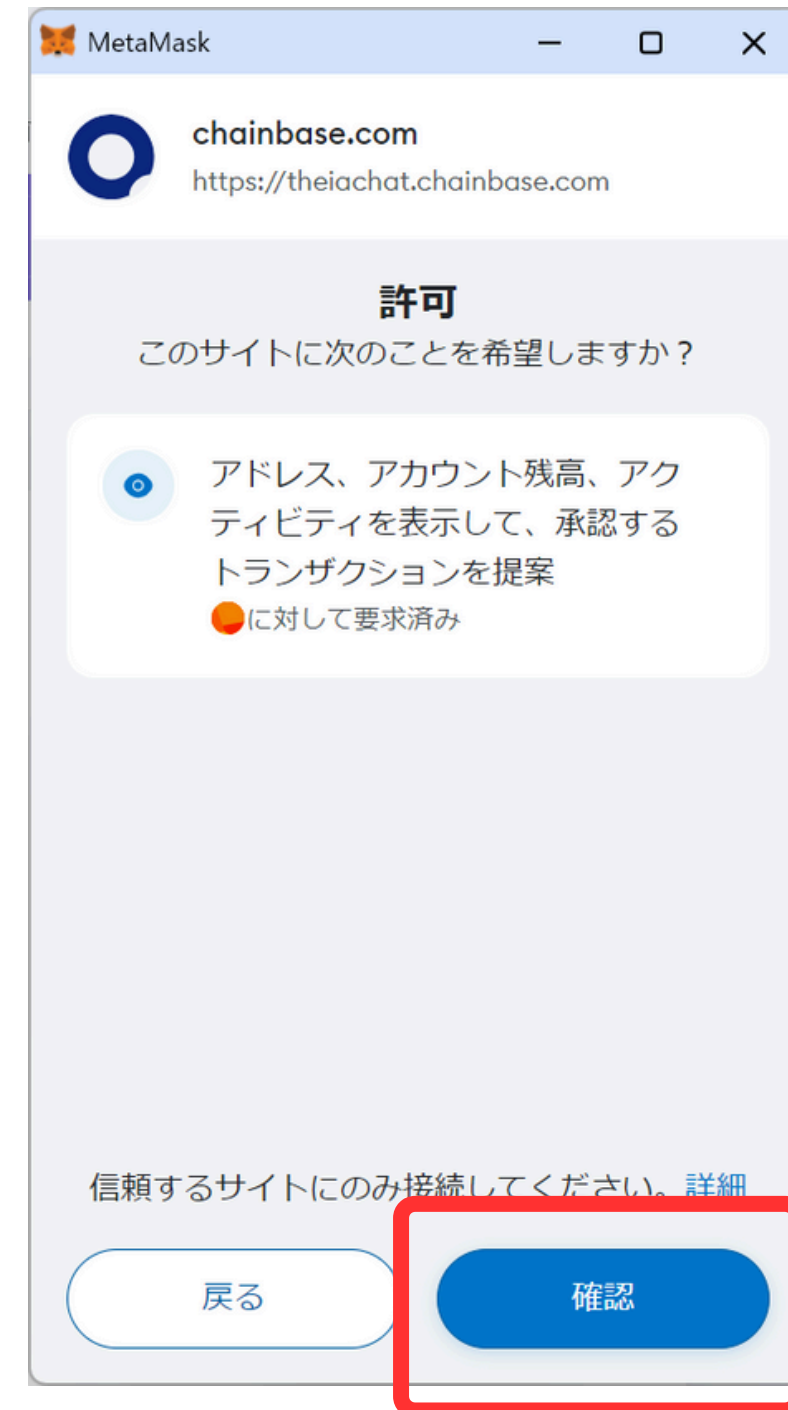 MetaMask
chainbase.com
https://theiachat.chainbase.com
許可
このサイトに次のことを希望しますか？
アドレス、アカウント残高、アク
ティビティを表示して、承認する
トランザクションを提案
に対して要求済み
信頼するサイトにのみ接続してください。詳細
戻る
確認